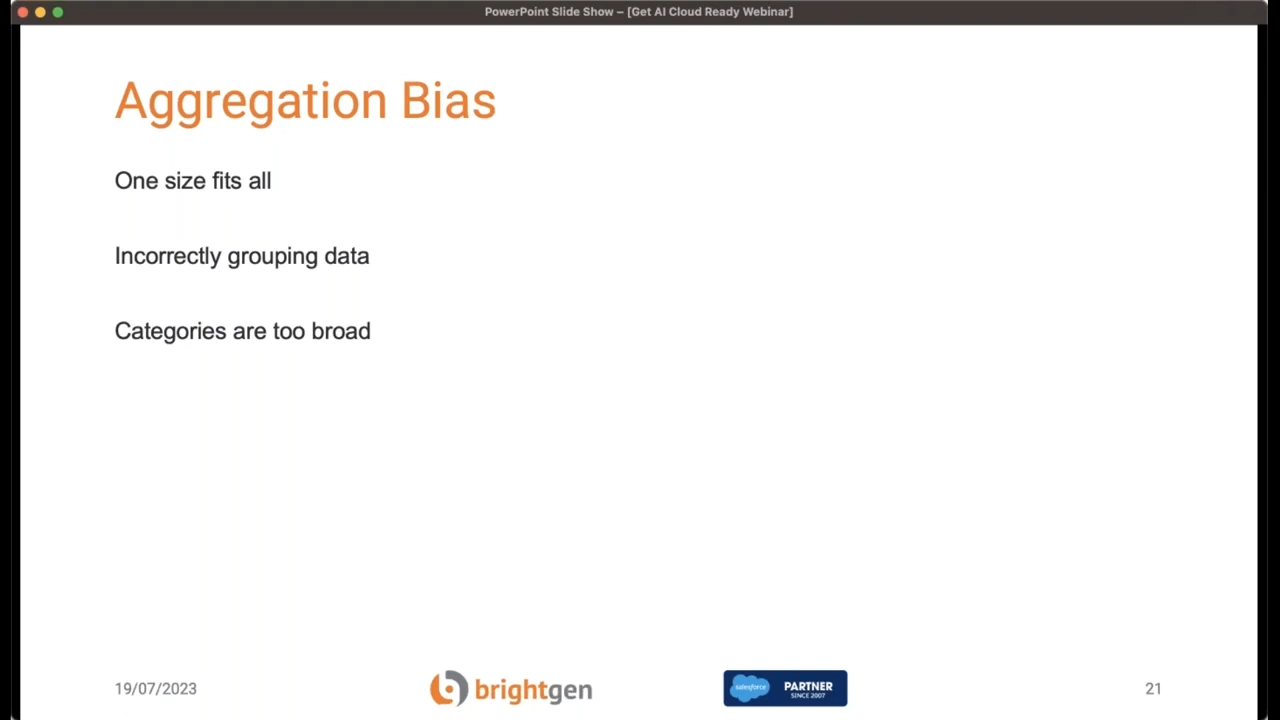 PowerPoint Slide Show – [Get AI Cloud Ready Webinar]
Aggregation Bias
One size fits all
Incorrectly grouping data
Categories are too broad
19/07/2023
brightgen
salesforce
PARTNER
SINCE 2007
21